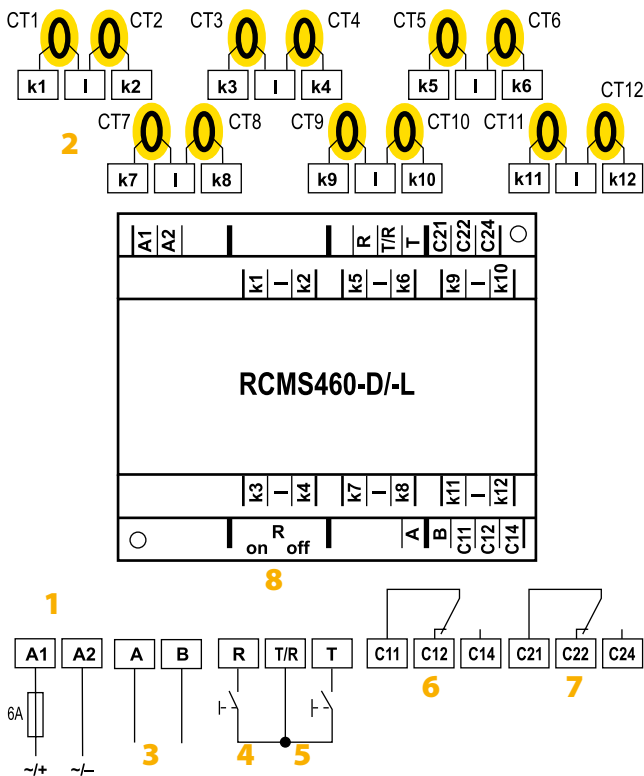 CT1 CT2 CT3 CT4 CT5 CT6
k1 l k2 k3 l k4 k5 l k6
CT7 CT8 CT9 CT10 CT11 CT12
2
k7 l k8 k9 l k10 k11 l k12
A1 A2 R T/R T C21 C22 C24
k1 l k2 k5 l k6 k9 l k10
RCMS460-D/-L
k3 l k4 k7 l k8 k11 l k12
R
on off
A B C11 C12 C14
8
1
A1 A2 A B R T/R T C11 C12 C14 C21 C22 C24
6 7
6A
3 4 5
~/+ ~/–